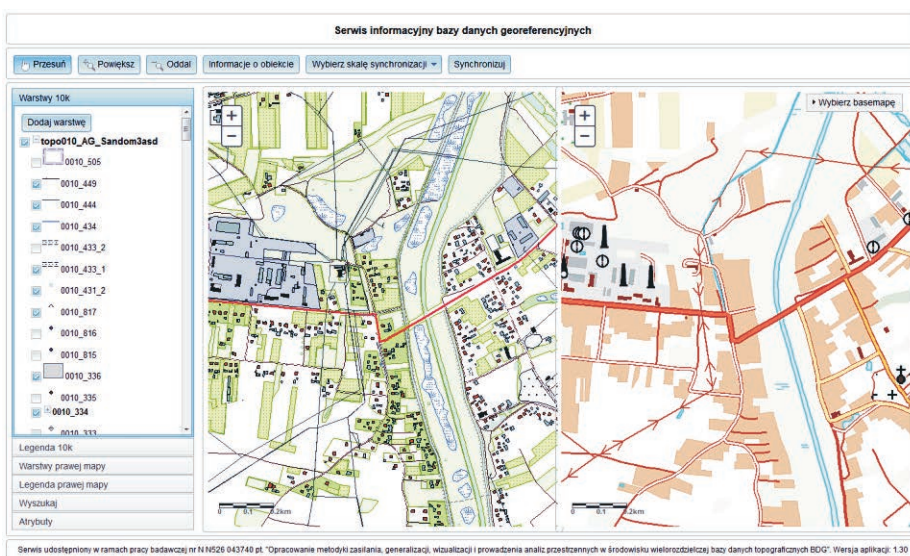 Serwis informacyjny bazy danych georeferencyjnych
Przesuń Powiększ Oddal Informacje o obiekcie Wybierz skalę synchronizacji Synchronizuj
Warstwy 10k
Dodaj warstwę
topo010_AG_Sandom3asd
0010_505
0010_449
0010_444
0010_434
0010_433_2
0010_433_1
0010_431_2
0010_817
0010_816
0010_815
0010_336
0010_335
0010_334
0010_333
Legenda 10k
Warstwy prawej mapy
Legenda prawej mapy
Wyszukaj
Atrybuty
+
−
0 0.1 0.2km
Wybierz basemapę
+
−
0 0.1 0.2km
Serwis udostępniony w ramach pracy badawczej nr N N526 043740 pt. "Opracowanie metodyki zasilania, generalizacji, wizualizacji i prowadzenia analiz przestrzennych w środowisku wielorozdzielczej bazy danych topograficznych BDG". Wersja aplikacji: 1.30